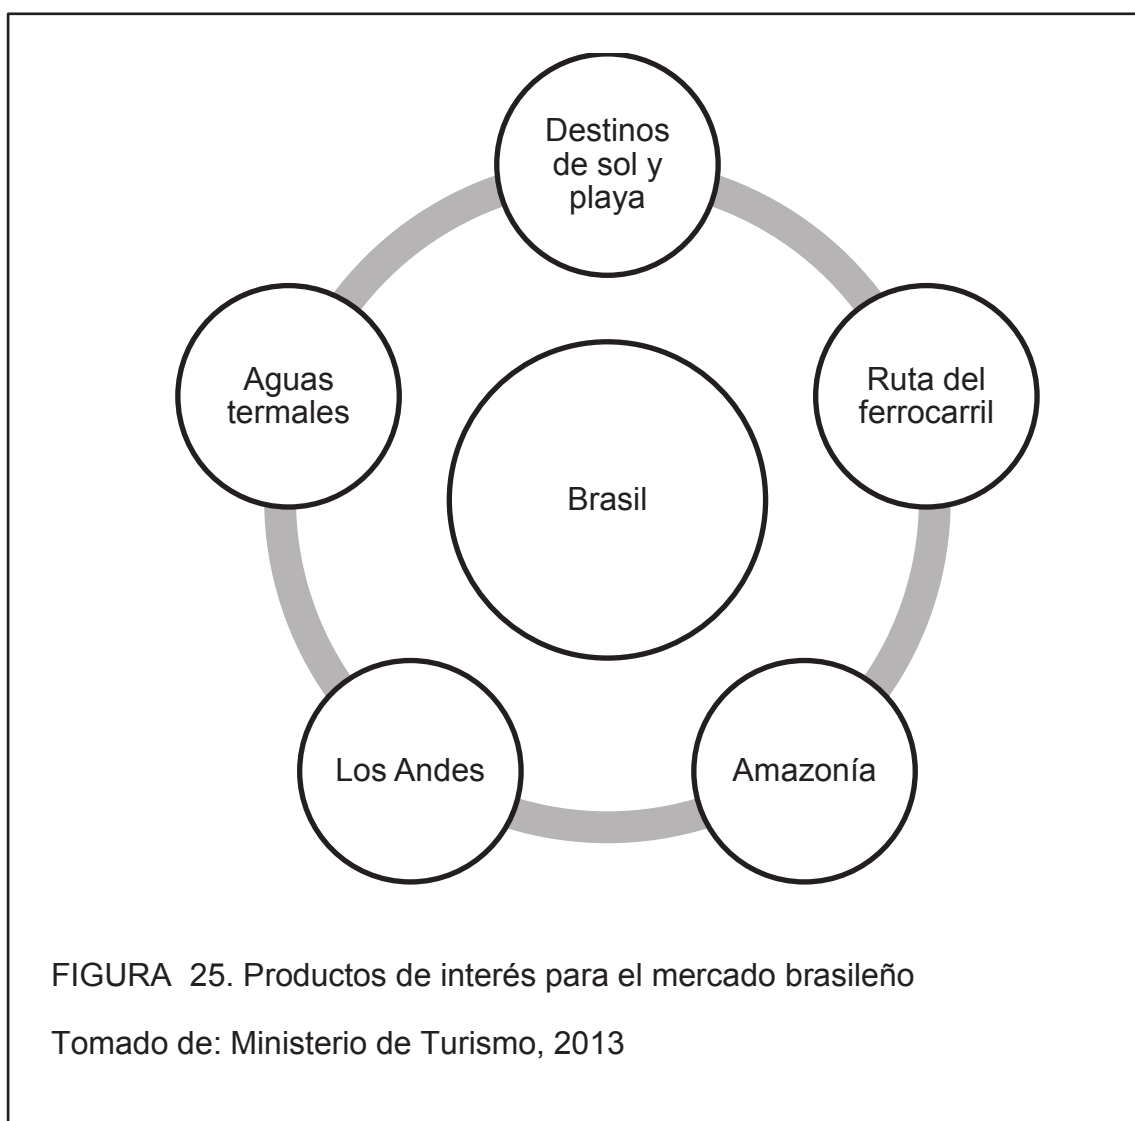 Destinos
de sol y
playa
Aguas
termales
Ruta del
ferrocarril
Brasil
Los Andes
Amazonía
FIGURA  25. Productos de interés para el mercado brasileño
Tomado de: Ministerio de Turismo, 2013